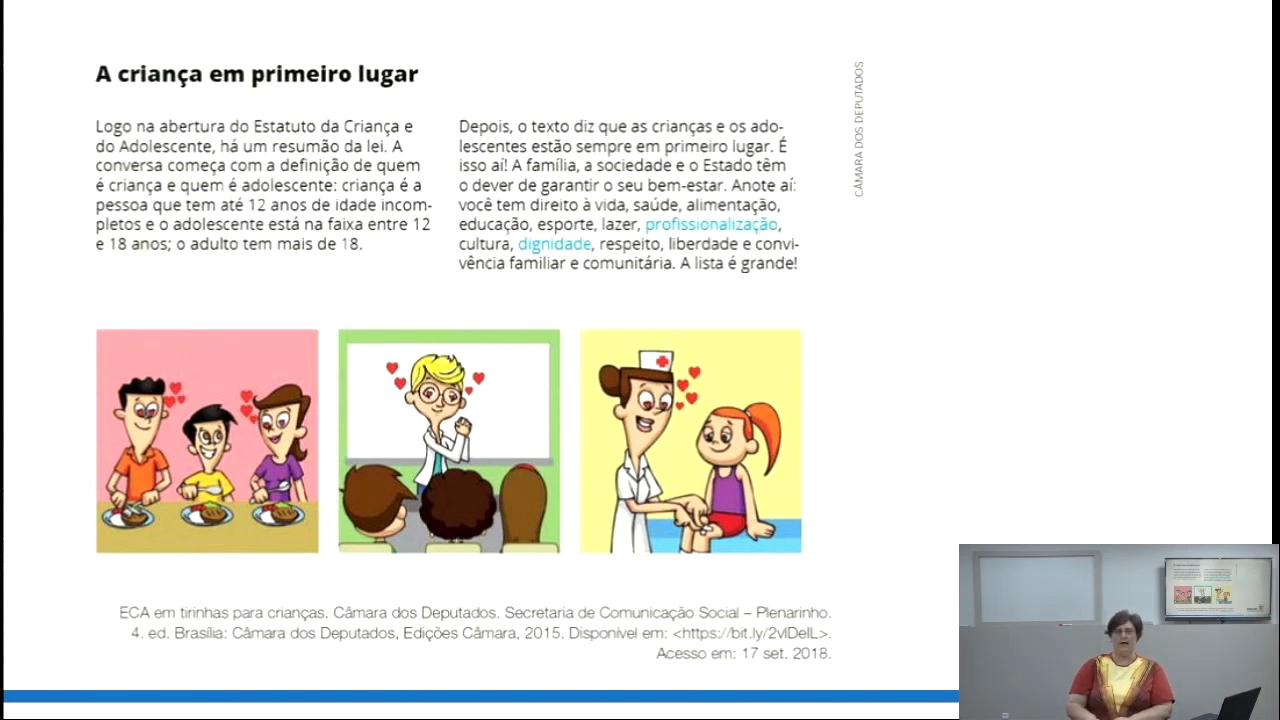 A criança em primeiro lugar
Logo na abertura do Estatuto da Criança e
do Adolescente, há um resumão da lei. A
conversa começa com a definição de quem
é criança e quem é adolescente: criança é a
pessoa que tem até 12 anos de idade incom-
pletos e o adolescente está na faixa entre 12
e 18 anos; o adulto tem mais de 18.
Depois, o texto diz que as crianças e os ado-
lescentes estão sempre em primeiro lugar. É
isso aí! A família, a sociedade e o Estado têm
o dever de garantir o seu bem-estar. Anote aí:
você tem direito à vida, saúde, alimentação,
educação, esporte, lazer, profissionalização,
cultura, dignidade, respeito, liberdade e convi-
vência familiar e comunitária. A lista é grande!
CÂMARA DOS DEPUTADOS
ECA em tirinhas para crianças. Câmara dos Deputados. Secretaria de Comunicação Social – Plenarinho.
4. ed. Brasília: Câmara dos Deputados, Edições Câmara, 2015. Disponível em: <https://bit.ly/2vIDeIL>.
Acesso em: 17 set. 2018.